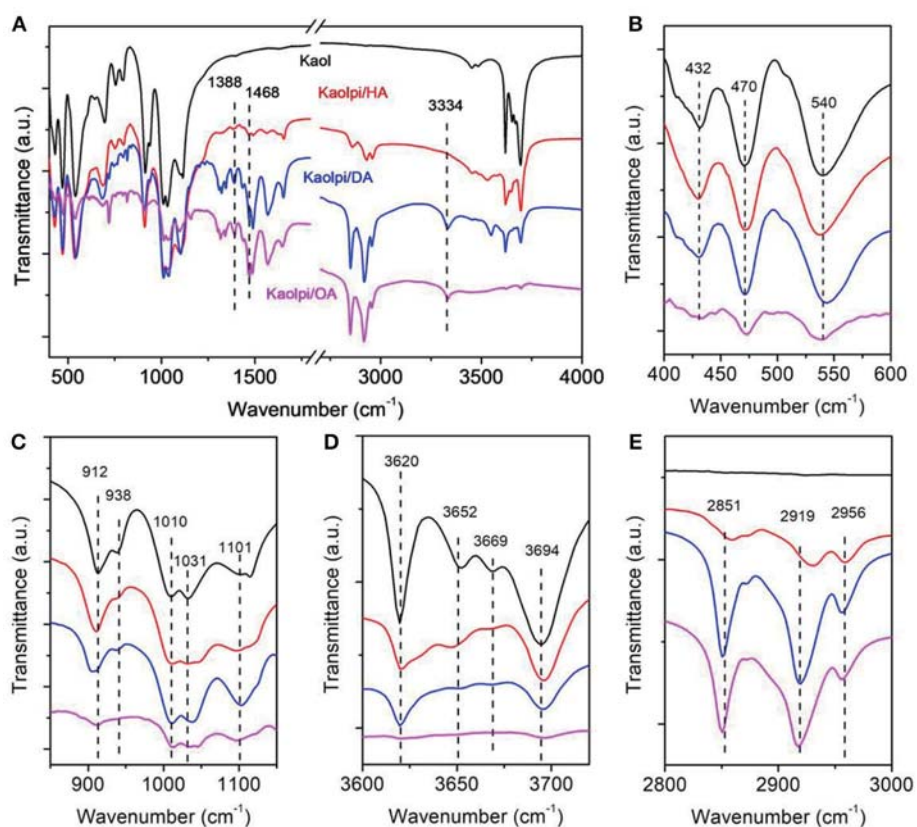 A
Kaol
Kaolpi/HA
Kaolpi/DA
Kaolpi/OA
1388
1468
3334
Transmittance (a.u.)
500 1000 1500 3000 3500 4000
Wavenumber (cm⁻¹)
B
432
470
540
Transmittance (a.u.)
400 450 500 550 600
Wavenumber (cm⁻¹)
C
912
938
1010
1031
1101
Transmittance (a.u.)
900 1000 1100
Wavenumber (cm⁻¹)
D
3620
3652
3669
3694
Transmittance (a.u.)
3600 3650 3700
Wavenumber (cm⁻¹)
E
2851
2919
2956
Transmittance (a.u.)
2800 2900 3000
Wavenumber (cm⁻¹)